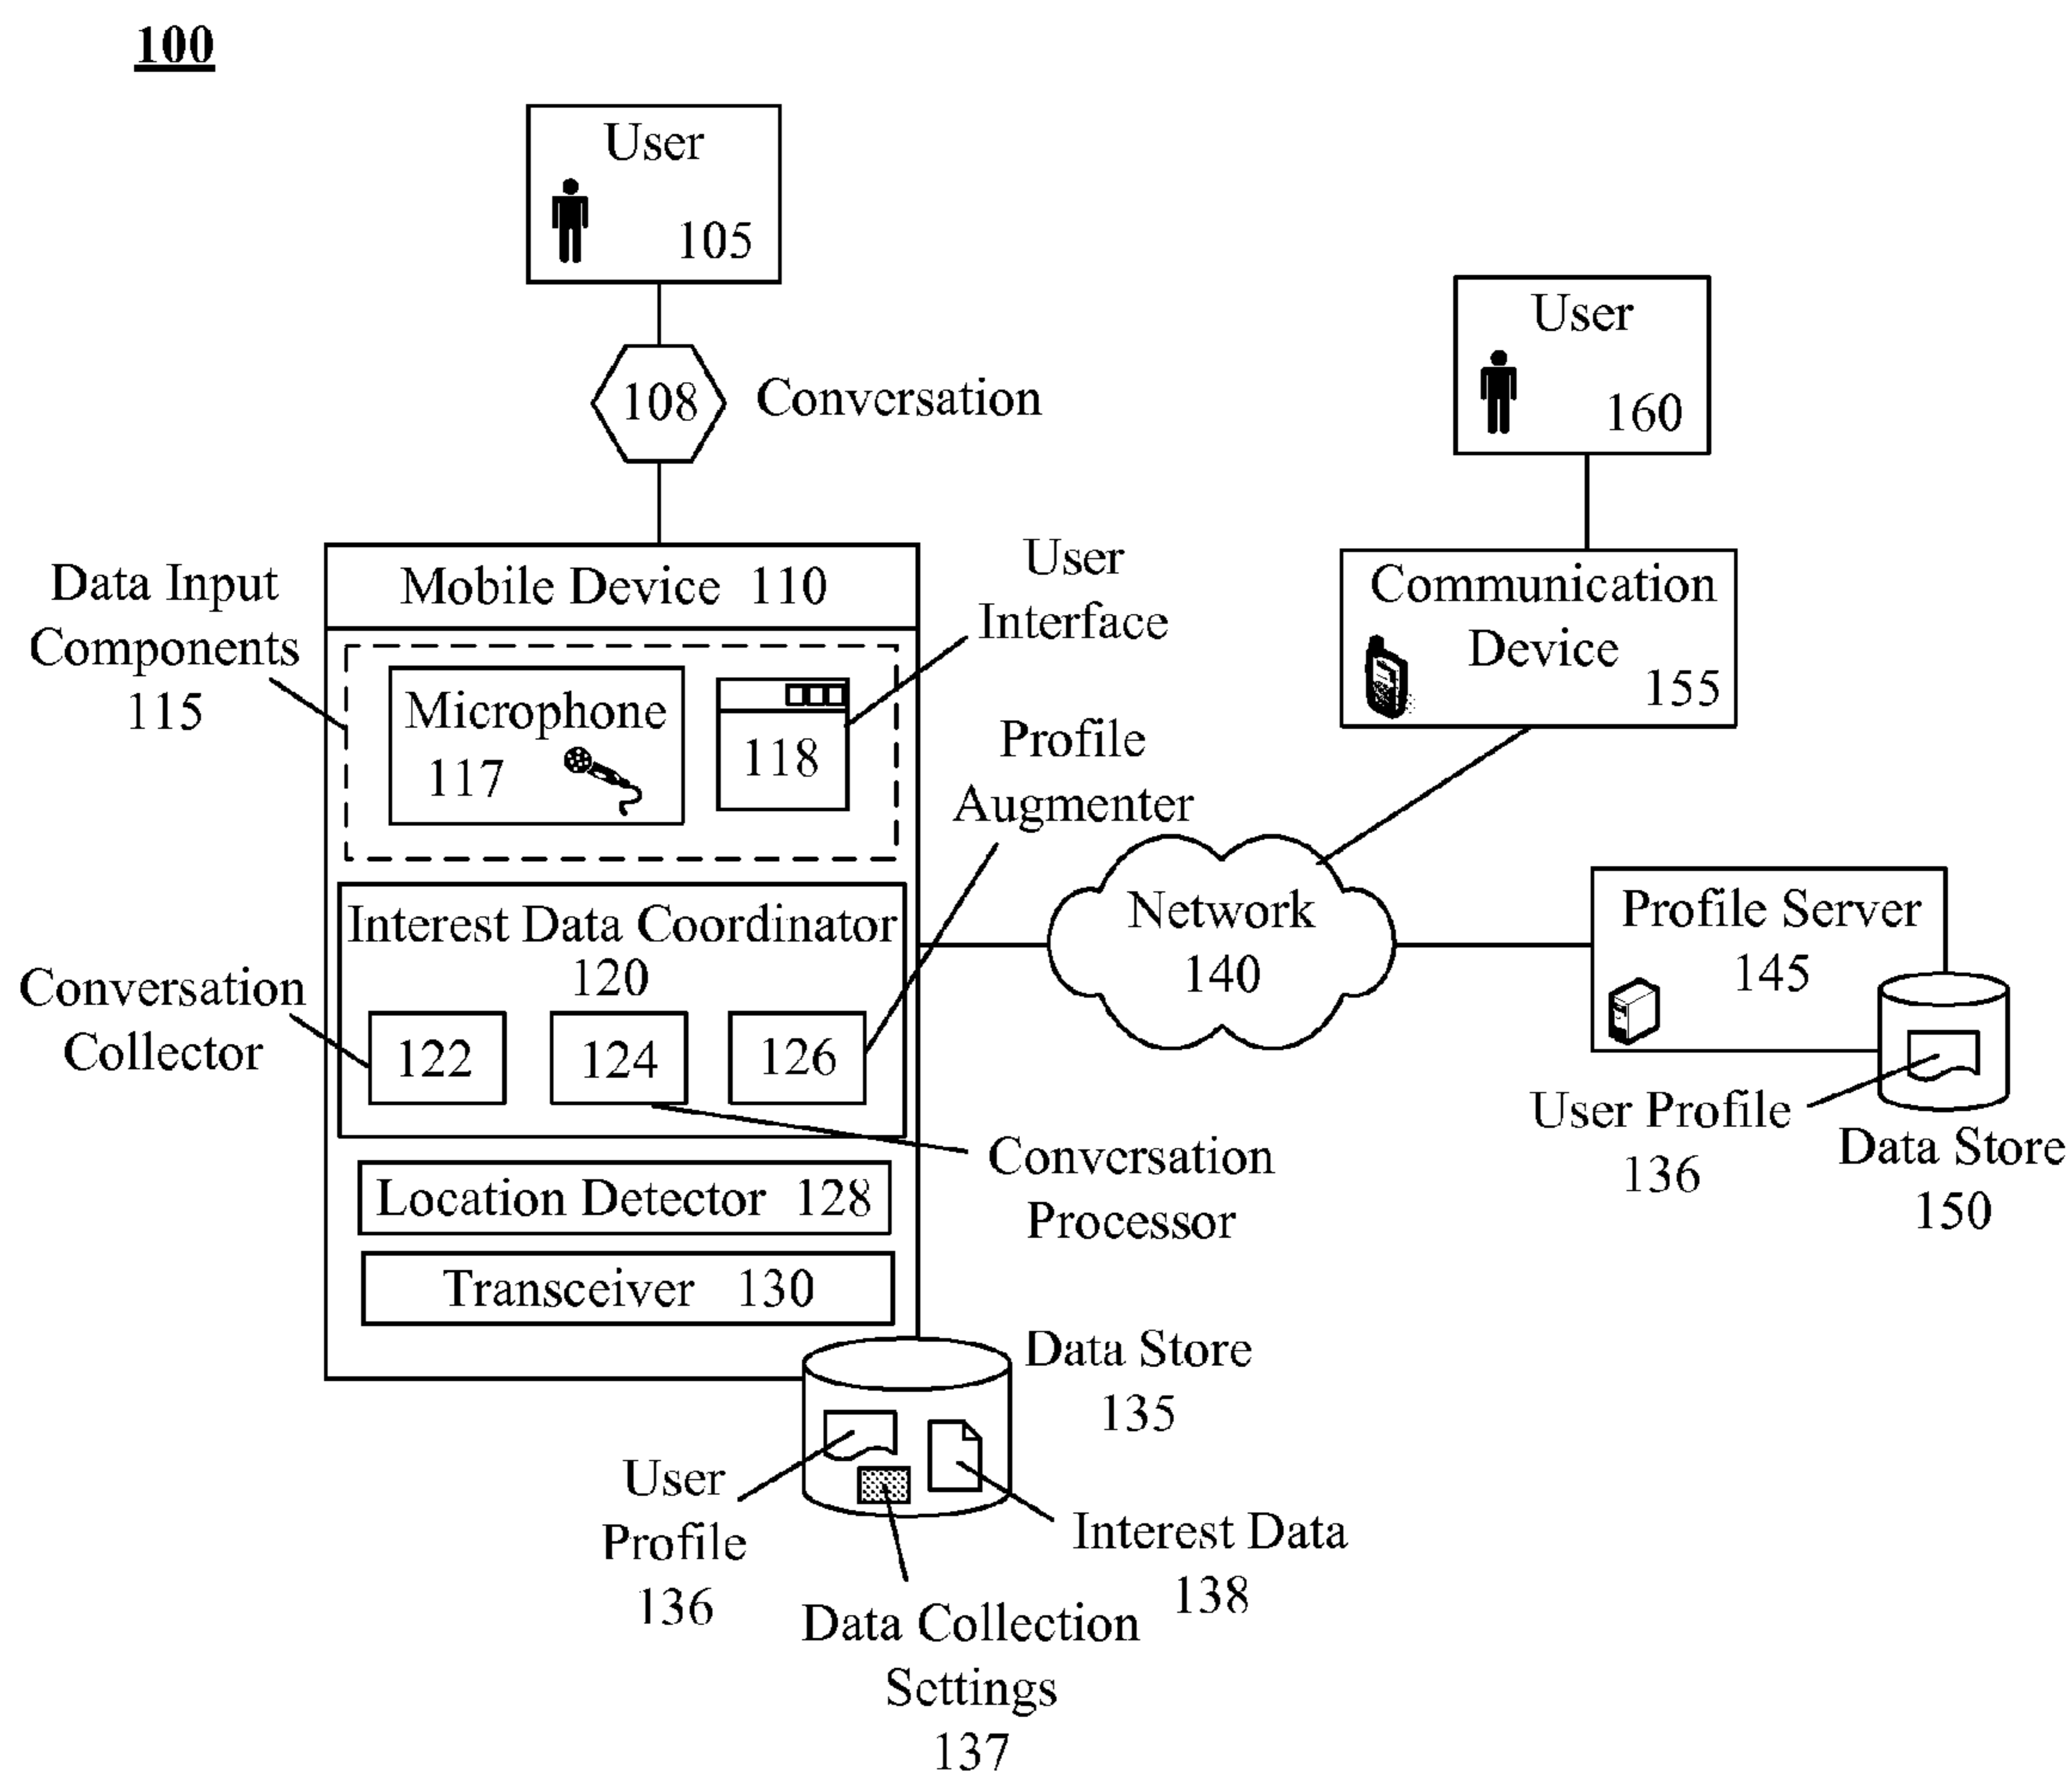 100
User
105
108
Conversation
User
160
Data Input
Components
115
Mobile Device 110
Microphone
117
118
User
Interface
Communication
Device
155
Profile
Augmenter
Interest Data Coordinator
120
Conversation
Collector
122
124
126
Network
140
Profile Server
145
User Profile
136
Data Store
150
Conversation
Processor
Location Detector 128
Transceiver 130
Data Store
135
User
Profile
136
Interest Data
138
Data Collection
Settings
137